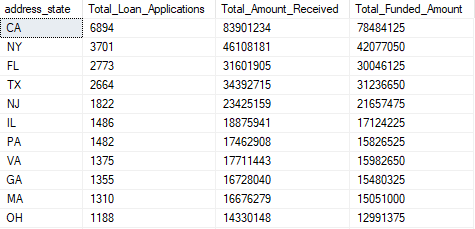 address_state Total_Loan_Applications Total_Amount_Received Total_Funded_Amount
CA 6894 83901234 78484125
NY 3701 46108181 42077050
FL 2773 31601905 30046125
TX 2664 34392715 31236650
NJ 1822 23425159 21657475
IL 1486 18875941 17124225
PA 1482 17462908 15826525
VA 1375 17711443 15982650
GA 1355 16728040 15480325
MA 1310 16676279 15051000
OH 1188 14330148 12991375